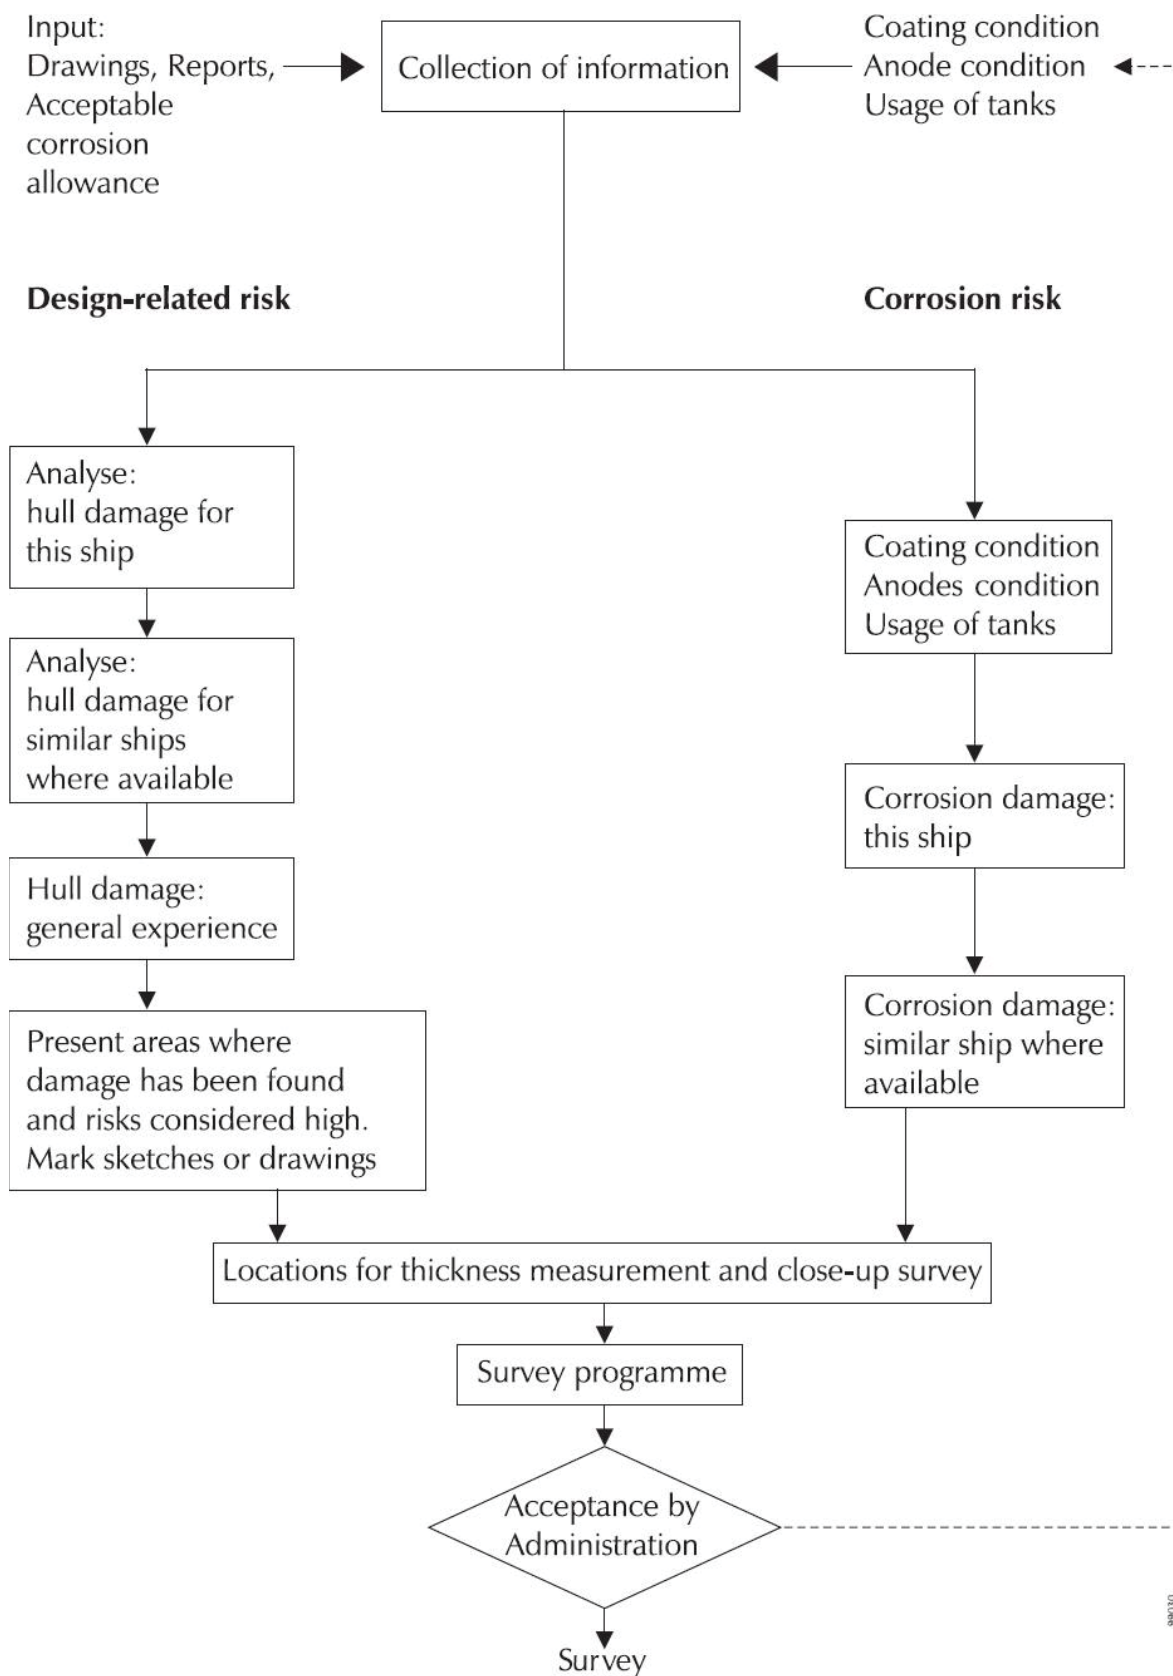 Input:
Drawings, Reports,
Acceptable
corrosion
allowance
Collection of information
Coating condition
Anode condition
Usage of tanks
Design-related risk
Corrosion risk
Analyse:
hull damage for
this ship
Analyse:
hull damage for
similar ships
where available
Hull damage:
general experience
Present areas where
damage has been found
and risks considered high.
Mark sketches or drawings
Coating condition
Anodes condition
Usage of tanks
Corrosion damage:
this ship
Corrosion damage:
similar ship where
available
Locations for thickness measurement and close-up survey
Survey programme
Acceptance by
Administration
Survey